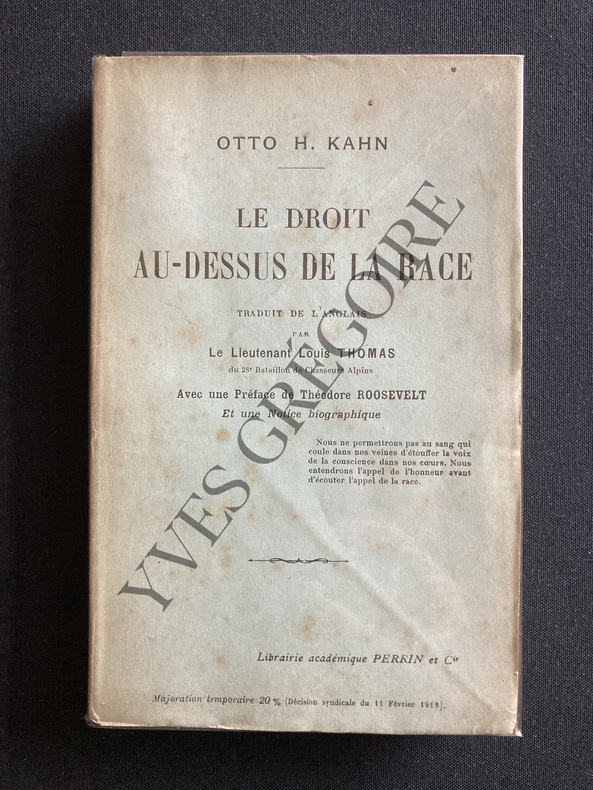 OTTO H. KAHN
LE DROIT
AU-DESSUS DE LA RACE
TRADUIT DE L'ANGLAIS
PAR
Le Lieutenant Louis THOMAS
du 28e Bataillon de Chasseurs Alpins
Avec une Préface de Théodore ROOSEVELT
Et une Notice biographique
Nous ne permettrons pas au sang qui
coule dans nos veines d'étouffer la voix
de la conscience dans nos cœurs. Nous
entendrons l'appel de l'honneur avant
d'écouter l'appel de la race.
Librairie académique PERRIN et Cie
Majoration temporaire 20 % (Décision syndicale du 11 Février 1918).
YVES GRÉGOIRE